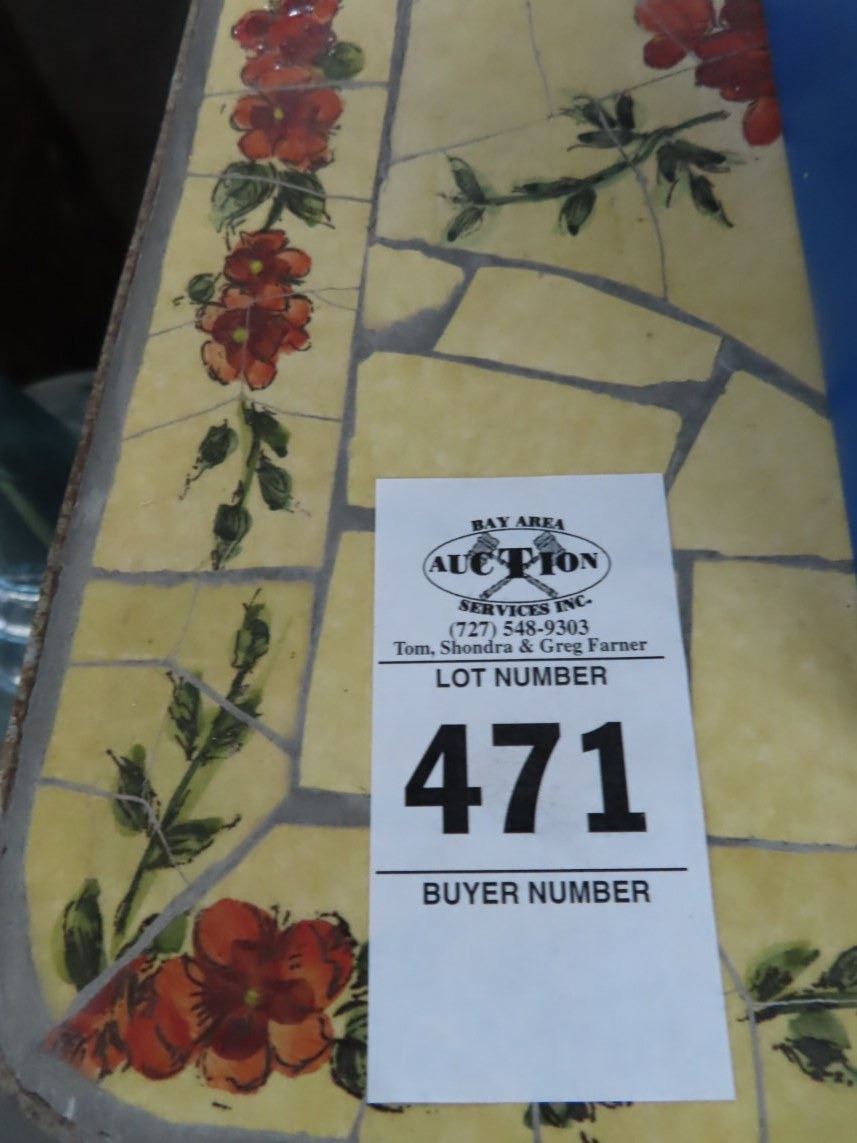 BAY AREA
AUCTION
SERVICES INC.
(727) 548-9303
Tom, Shondra & Greg Farner
LOT NUMBER
471
BUYER NUMBER